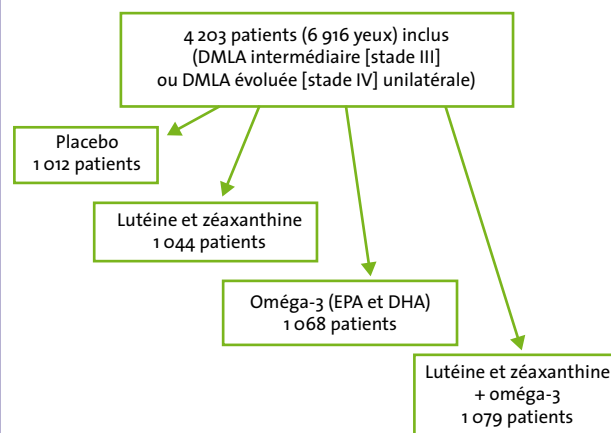 4 203 patients (6 916 yeux) inclus
(DMLA intermédiaire [stade III]
ou DMLA évoluée [stade IV] unilatérale)
Placebo
1 012 patients
Lutéine et zéaxanthine
1 044 patients
Oméga-3 (EPA et DHA)
1 068 patients
Lutéine et zéaxanthine
+ oméga-3
1 079 patients